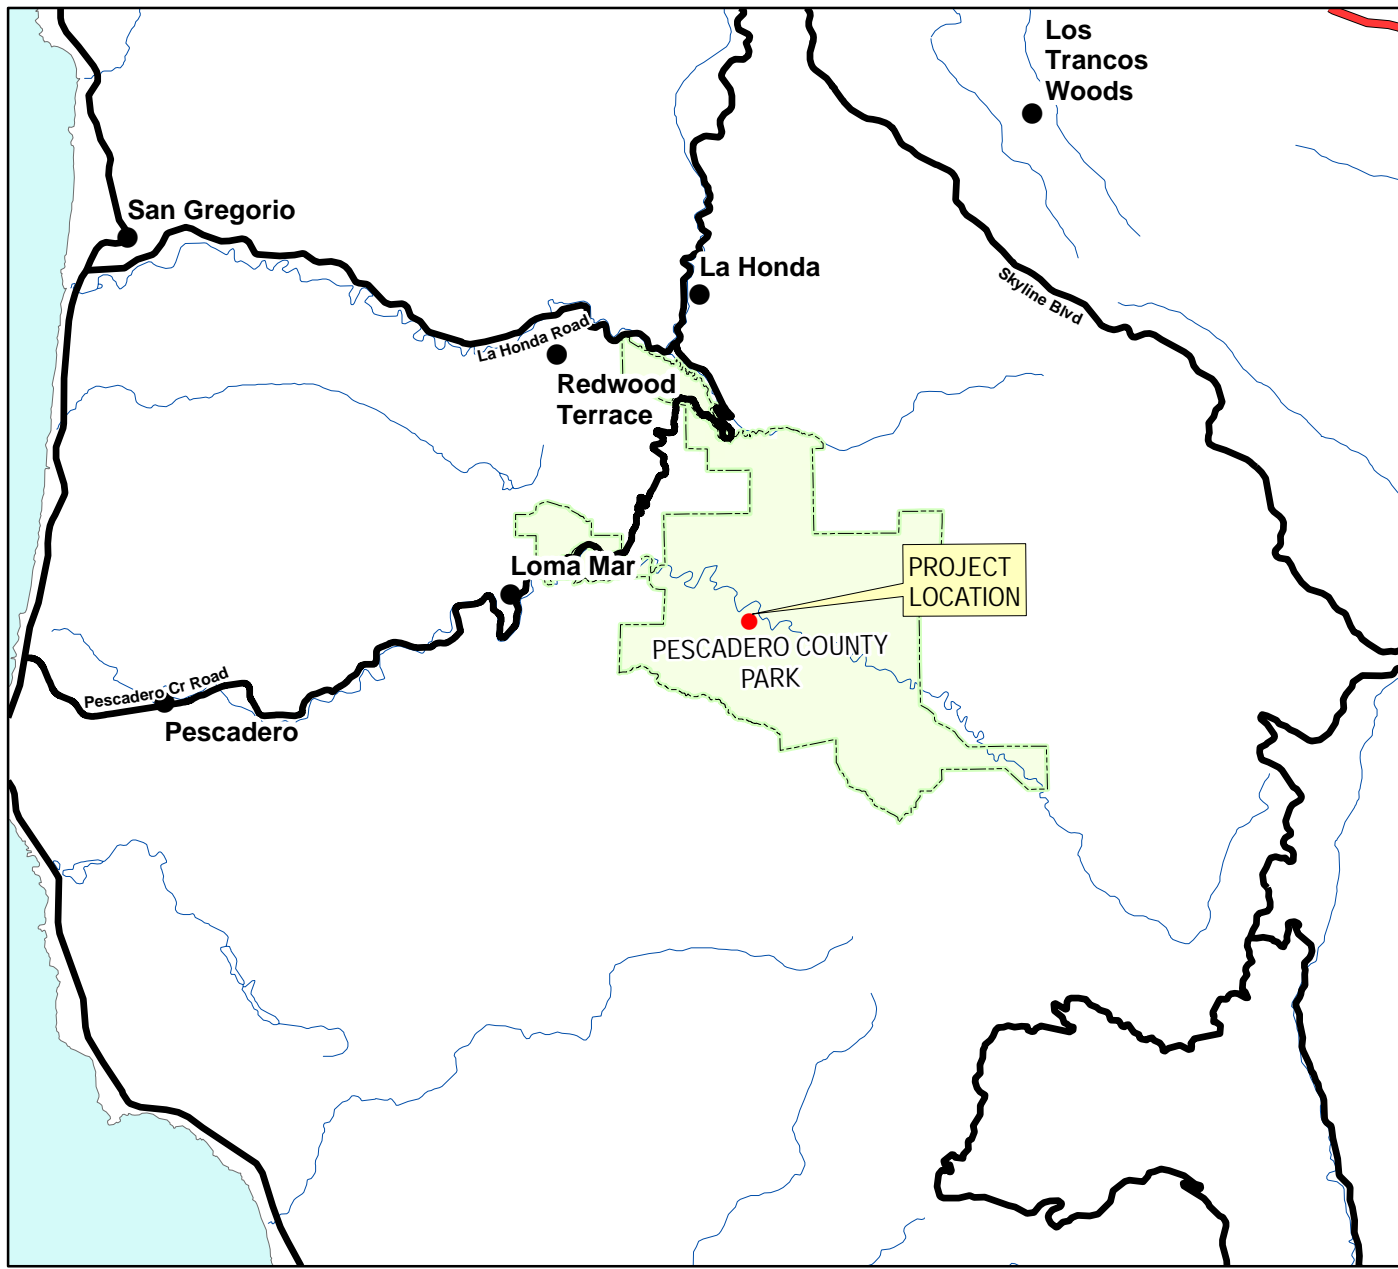 Los
Trancos
Woods
San Gregorio
La Honda
Skyline Blvd
La Honda Road
Redwood
Terrace
PROJECT
LOCATION
Loma Mar
PESCADERO COUNTY
PARK
Pescadero Cr Road
Pescadero